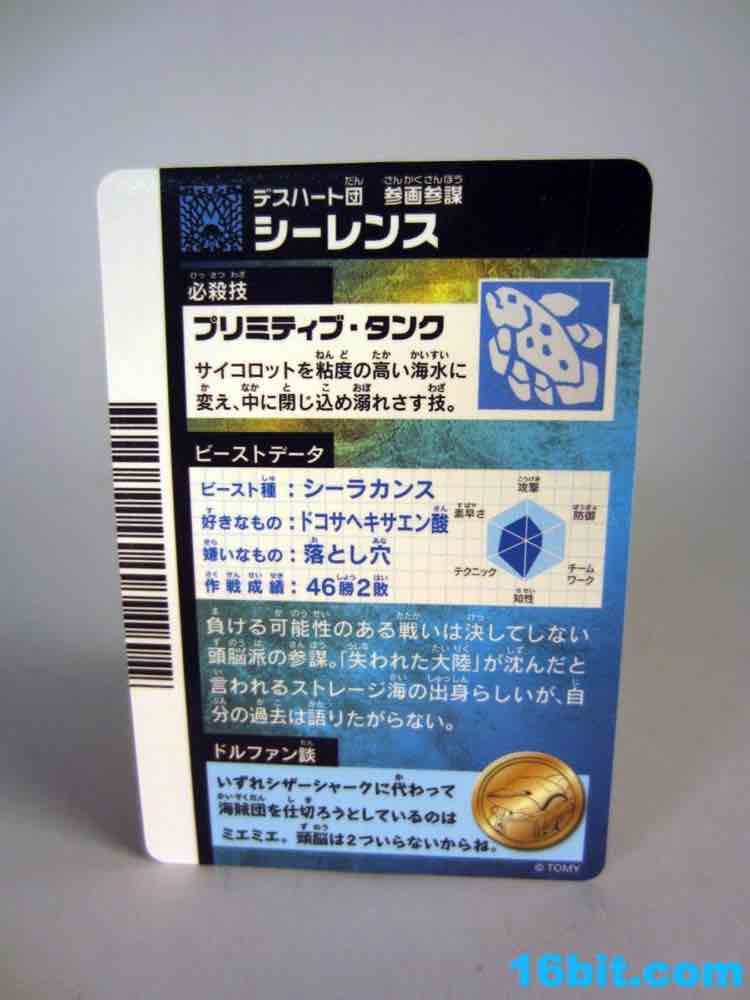 デスハート団 参画参謀
シーレンス
必殺技
プリミティブ・タンク
サイコロットを粘度の高い海水に
変え、中に閉じ込め溺れさす技。
ビーストデータ
ビースト種：シーラカンス
好きなもの：ドコサヘキサエン酸
嫌いなもの：落とし穴
作戦成績：46勝2敗
攻撃
素早さ
防御
テクニック
チーム
ワーク
知性
負ける可能性のある戦いは決してしない
頭脳派の参謀。「失われた大陸」が沈んだと
言われるストレージ海の出身らしいが、自
分の過去は語りたがらない。
ドルファン談
いずれシザーシャークに代わって
海賊団を仕切ろうとしているのは
ミエミエ。頭脳は2ついらないからね。
© TOMY
16bit.com